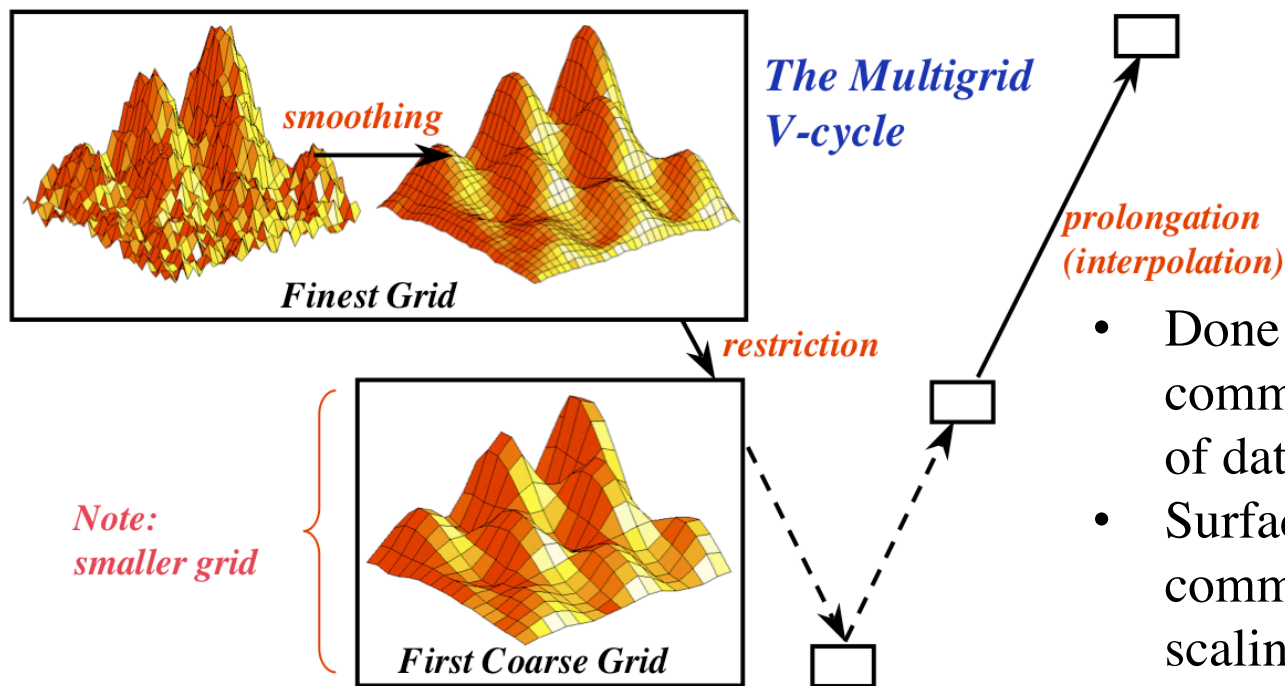 The Multigrid
V-cycle
smoothing
Finest Grid
restriction
prolongation
(interpolation)
Note:
smaller grid
First Coarse Grid
• Done
comm
of dat
• Surfac
comm
scalin